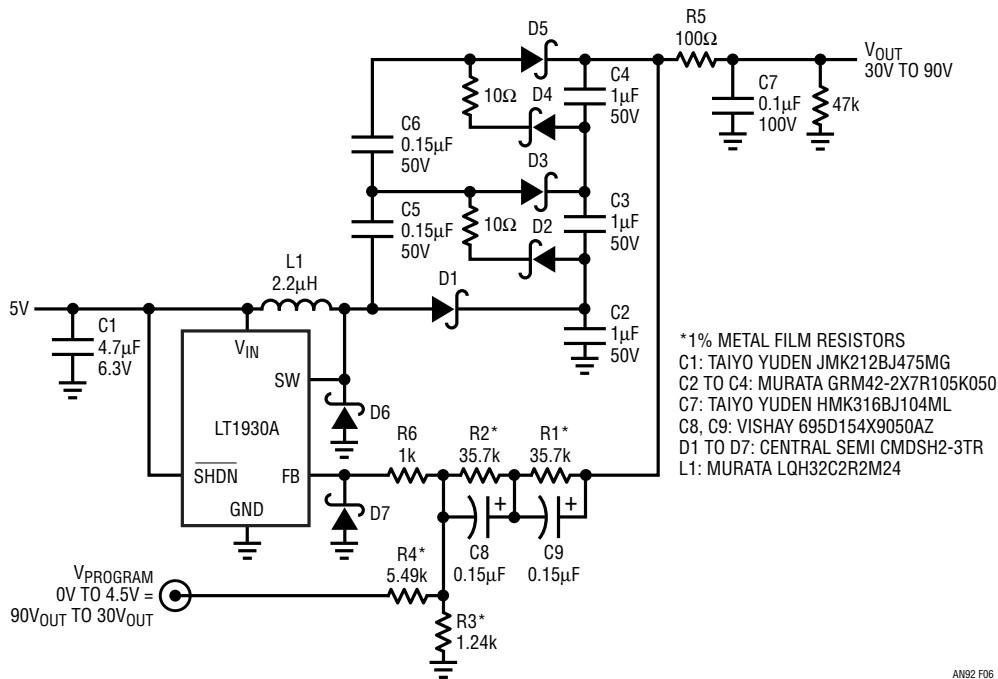 D5
R5
100Ω
VOUT
30V TO 90V
10Ω
D4
C4
1µF
50V
C7
0.1µF
100V
47k
C6
0.15µF
50V
D3
C5
0.15µF
50V
10Ω
D2
C3
1µF
50V
L1
2.2µH
D1
5V
C1
4.7µF
6.3V
C2
1µF
50V
VIN
SW
LT1930A
D6
SHDN
FB
GND
D7
R6
1k
R2*
35.7k
R1*
35.7k
+
+
C8
0.15µF
C9
0.15µF
*1% METAL FILM RESISTORS
C1: TAIYO YUDEN JMK212BJ475MG
C2 TO C4: MURATA GRM42-2X7R105K050
C7: TAIYO YUDEN HMK316BJ104ML
C8, C9: VISHAY 695D154X9050AZ
D1 TO D7: CENTRAL SEMI CMDSH2-3TR
L1: MURATA LQH32C2R2M24
VPROGRAM
0V TO 4.5V =
90VOUT TO 30VOUT
R4*
5.49k
R3*
1.24k
AN92 F06